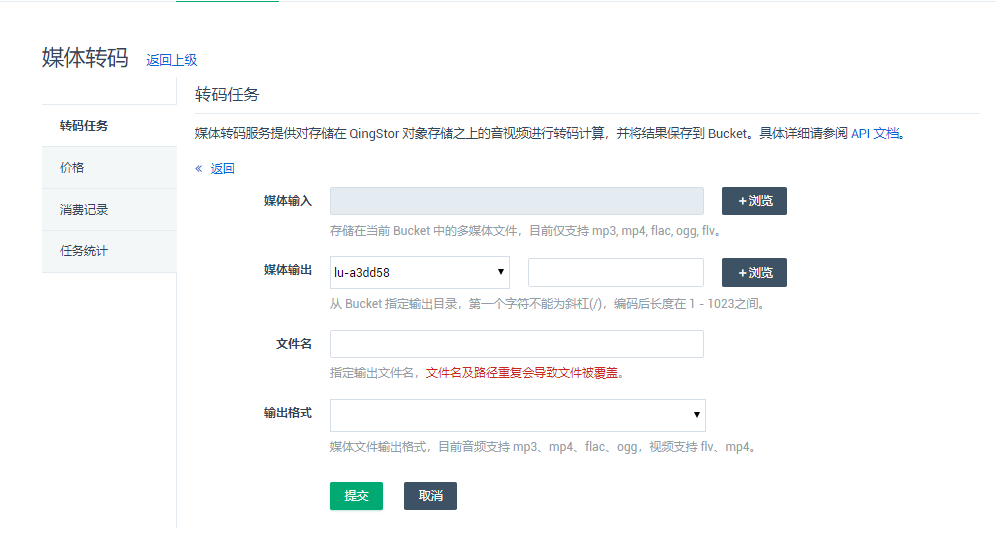 媒体转码 返回上级
转码任务
价格
消费记录
任务统计
转码任务
媒体转码服务提供对存储在 QingStor 对象存储之上的音视频进行转码计算，并将结果保存到 Bucket。具体详细请参阅 API 文档。
« 返回
媒体输入 +浏览
存储在当前 Bucket 中的多媒体文件，目前仅支持 mp3, mp4, flac, ogg, flv。
媒体输出 lu-a3dd58 +浏览
从 Bucket 指定输出目录，第一个字符不能为斜杠(/)，编码后长度在 1 - 1023之间。
文件名
指定输出文件名，文件名及路径重复会导致文件被覆盖。
输出格式
媒体文件输出格式，目前音频支持 mp3、mp4、flac、ogg，视频支持 flv、mp4。
提交 取消